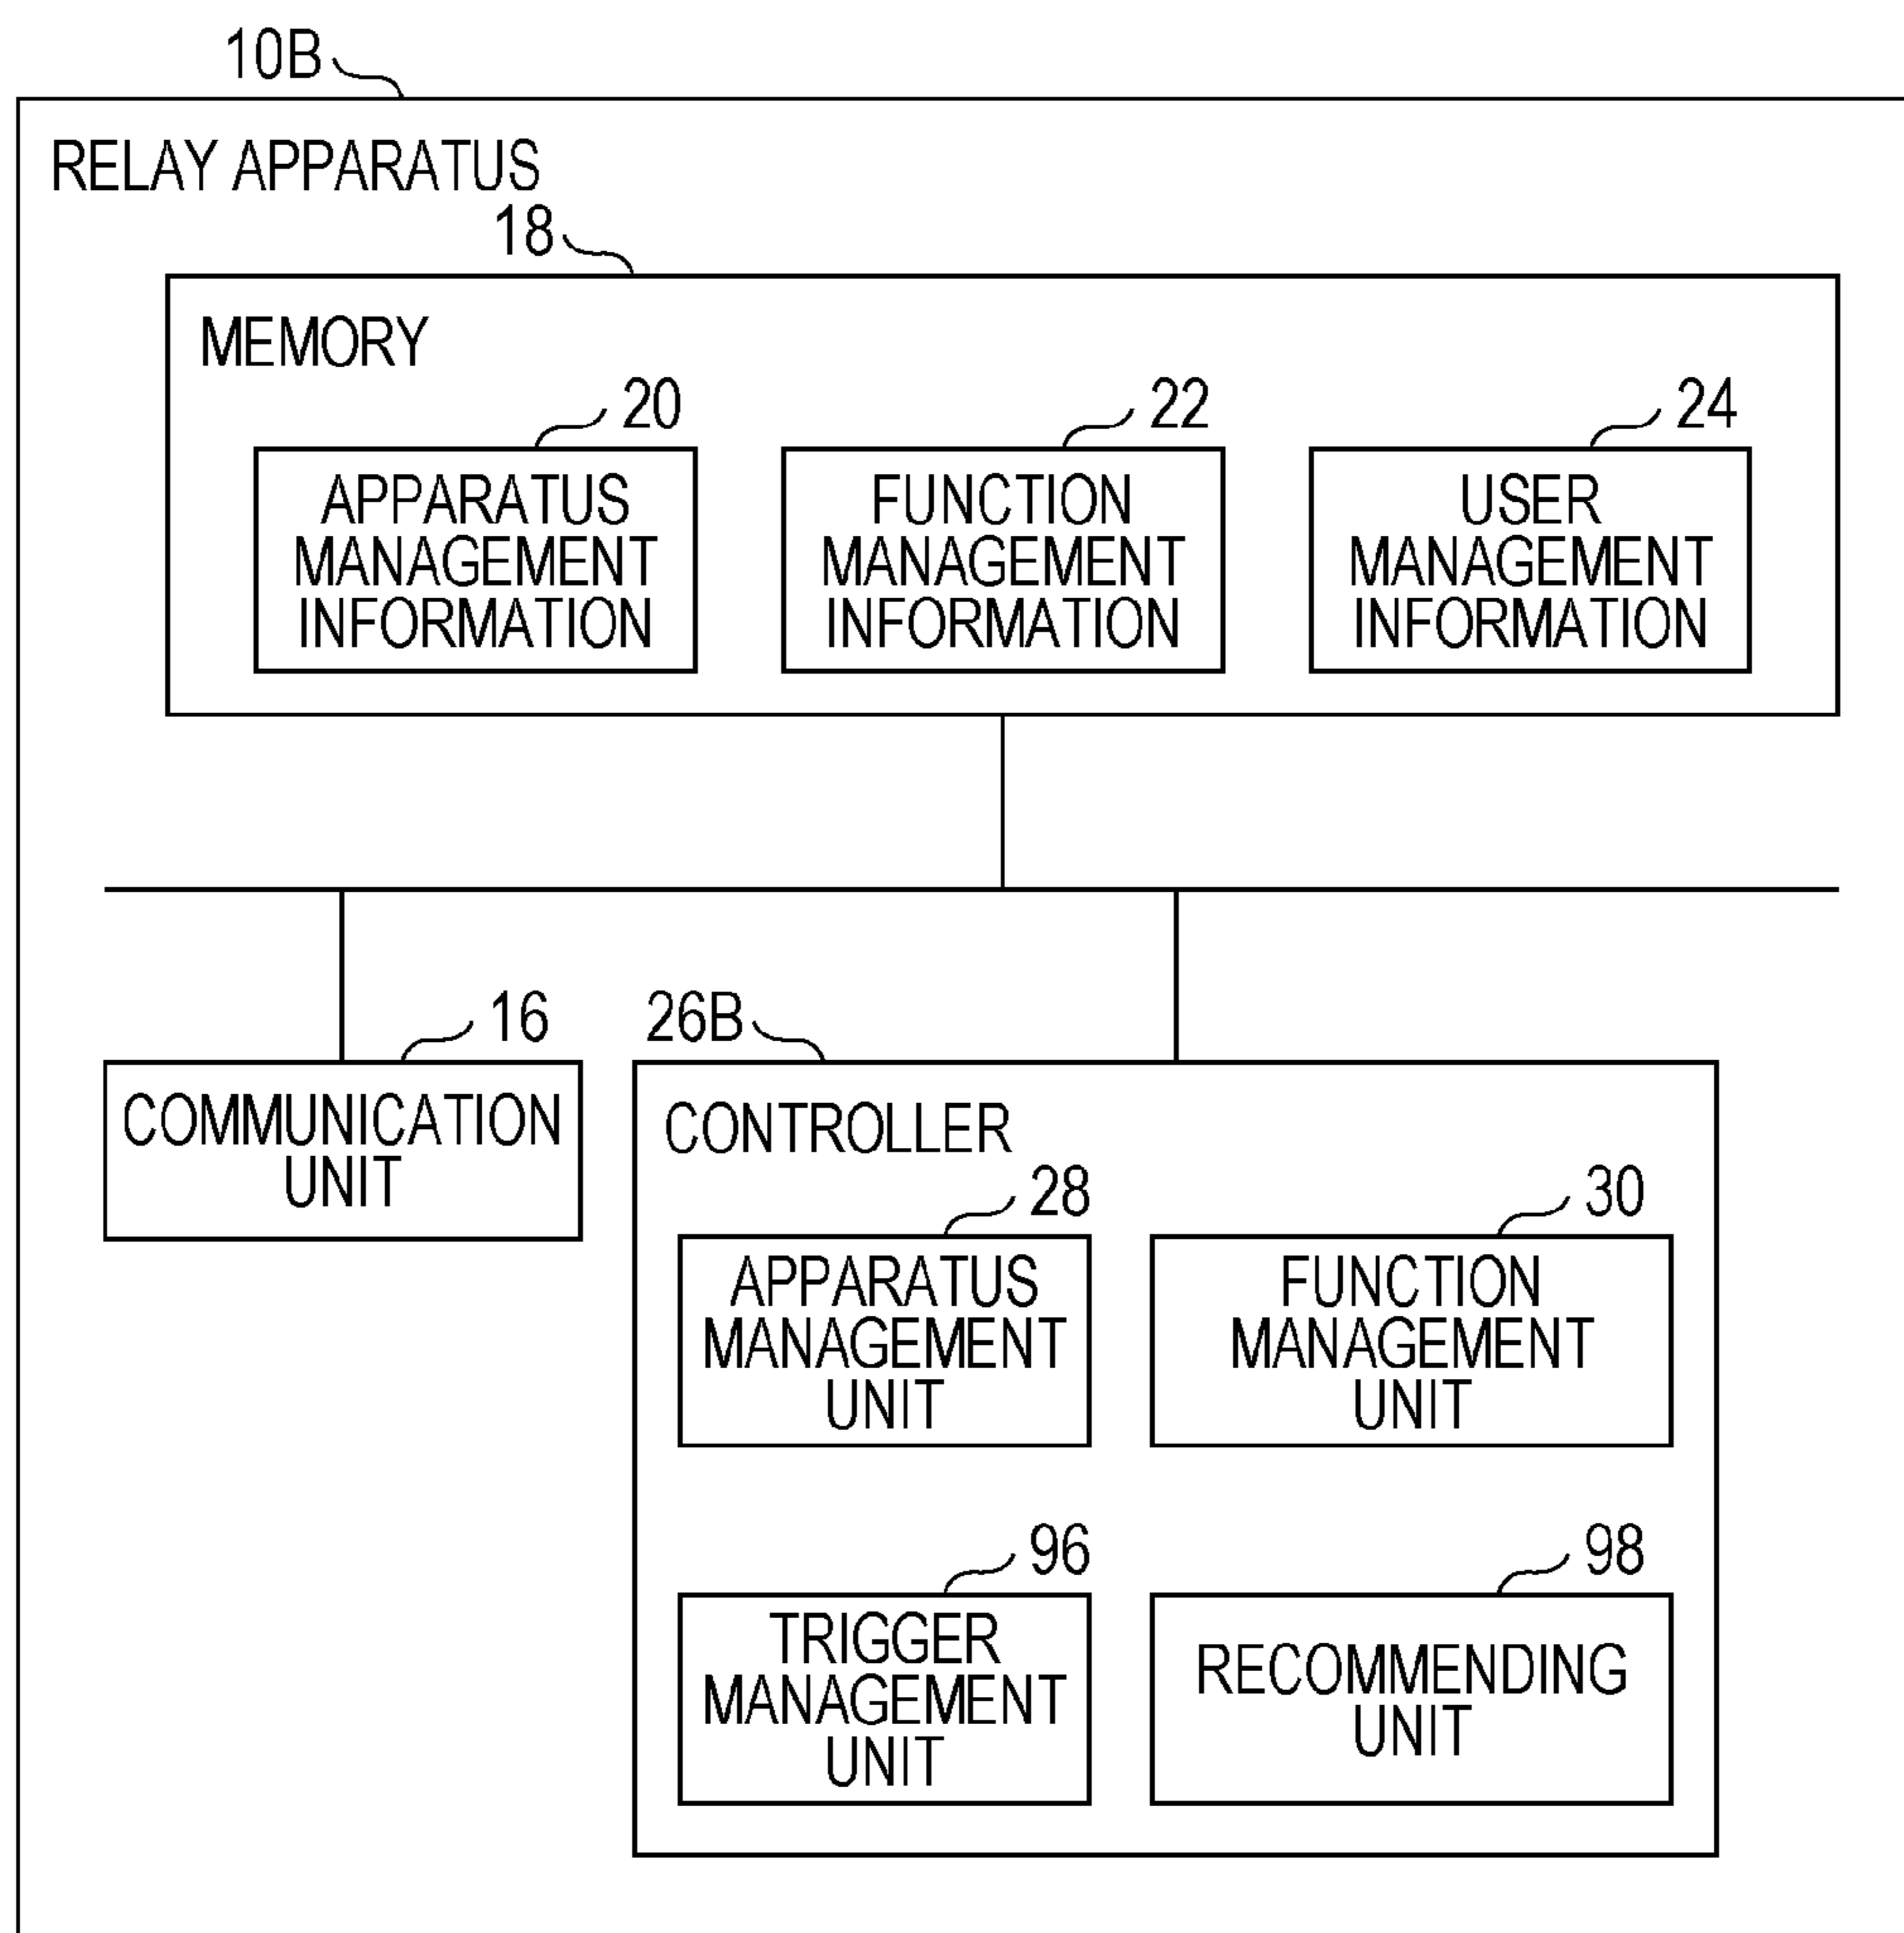 10B
RELAY APPARATUS
18
MEMORY
20
APPARATUS
MANAGEMENT
INFORMATION
22
FUNCTION
MANAGEMENT
INFORMATION
24
USER
MANAGEMENT
INFORMATION
16
COMMUNICATION
UNIT
26B
CONTROLLER
28
APPARATUS
MANAGEMENT
UNIT
30
FUNCTION
MANAGEMENT
UNIT
96
TRIGGER
MANAGEMENT
UNIT
98
RECOMMENDING
UNIT